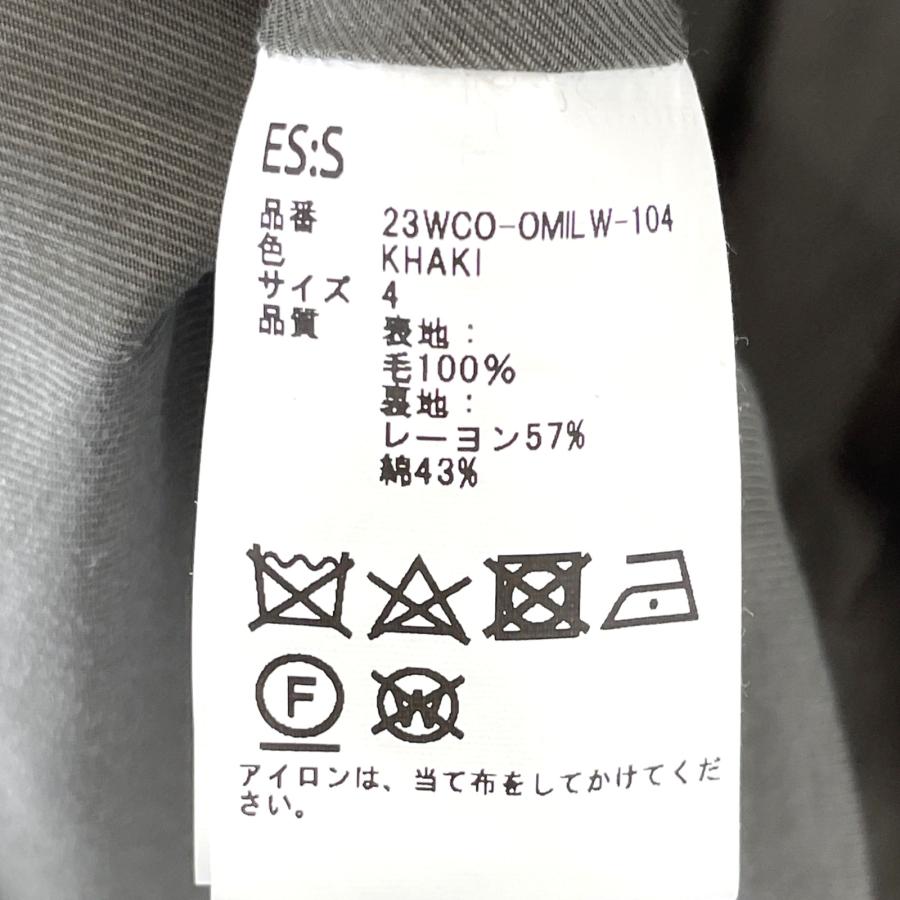 ES:S
品番 23WCO-OMILW-104
色 KHAKI
サイズ 4
品質 表地:
毛100%
裏地:
レーヨン57%
綿43%
F W
アイロンは、当て布をしてかけてくだ
さい。